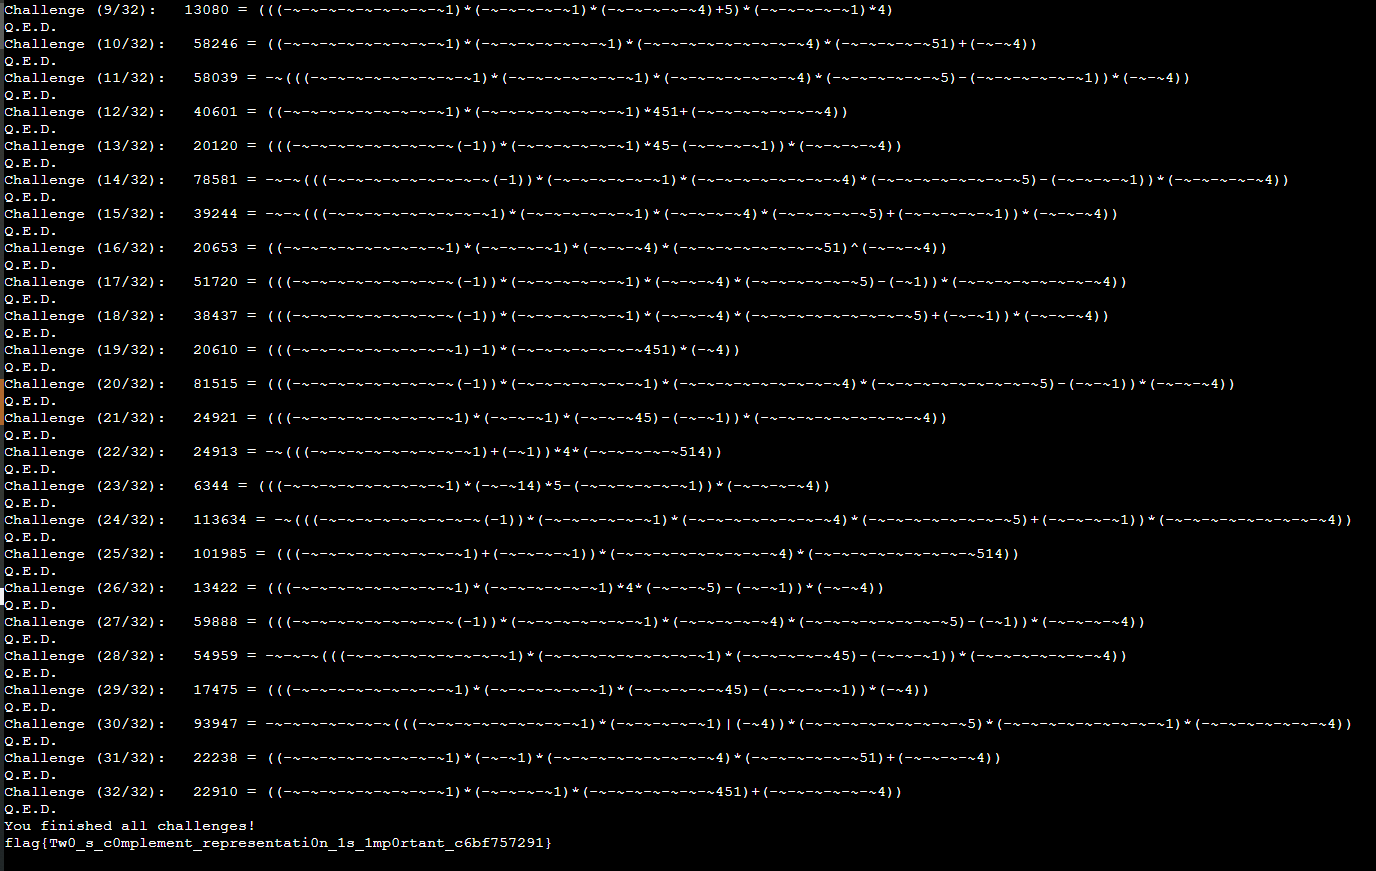 Challenge (9/32):   13080 = (((-~-~-~-~-~-~-~-~-~1)*(-~-~-~-~-~1)*(-~-~-~-~-~4)+5)*(-~-~-~-~-~1)*4)
Q.E.D.
Challenge (10/32):   58246 = ((-~-~-~-~-~-~-~-~-~1)*(-~-~-~-~-~-~-~1)*(-~-~-~-~-~-~-~-~-~4)*(-~-~-~-~-~51)+(-~-~4))
Q.E.D.
Challenge (11/32):   58039 = -~(((-~-~-~-~-~-~-~-~-~1)*(-~-~-~-~-~-~-~1)*(-~-~-~-~-~-~-~4)*(-~-~-~-~-~-~5)-(-~-~-~-~-~-~1))*(-~-~4))
Q.E.D.
Challenge (12/32):   40601 = ((-~-~-~-~-~-~-~-~-~1)*(-~-~-~-~-~-~-~-~1)*451+(-~-~-~-~-~-~-~4))
Q.E.D.
Challenge (13/32):   20120 = (((-~-~-~-~-~-~-~-~-~(-1))*(-~-~-~-~-~-~1)*45-(-~-~-~-~1))*(-~-~-~-~4))
Q.E.D.
Challenge (14/32):   78581 = -~-~(((-~-~-~-~-~-~-~-~-~(-1))*(-~-~-~-~-~-~1)*(-~-~-~-~-~-~-~-~4)*(-~-~-~-~-~-~-~-~5)-(-~-~-~-~1))*(-~-~-~-~-~4))
Q.E.D.
Challenge (15/32):   39244 = -~-~(((-~-~-~-~-~-~-~-~-~1)*(-~-~-~-~-~-~1)*(-~-~-~-~4)*(-~-~-~-~-~5)+(-~-~-~-~-~1))*(-~-~-~4))
Q.E.D.
Challenge (16/32):   20653 = ((-~-~-~-~-~-~-~-~-~1)*(-~-~-~-~1)*(-~-~-~4)*(-~-~-~-~-~-~-~-~51)^(-~-~-~4))
Q.E.D.
Challenge (17/32):   51720 = (((-~-~-~-~-~-~-~-~-~(-1))*(-~-~-~-~-~-~1)*(-~-~-~4)*(-~-~-~-~-~-~5)-(-~1))*(-~-~-~-~-~-~-~-~4))
Q.E.D.
Challenge (18/32):   38437 = (((-~-~-~-~-~-~-~-~-~(-1))*(-~-~-~-~-~-~1)*(-~-~-~4)*(-~-~-~-~-~-~-~-~-~5)+(-~-~1))*(-~-~-~4))
Q.E.D.
Challenge (19/32):   20610 = (((-~-~-~-~-~-~-~-~-~1)-1)*(-~-~-~-~-~-~-~451)*(-~4))
Q.E.D.
Challenge (20/32):   81515 = (((-~-~-~-~-~-~-~-~-~(-1))*(-~-~-~-~-~-~-~1)*(-~-~-~-~-~-~-~-~-~4)*(-~-~-~-~-~-~-~-~-~5)-(-~-~1))*(-~-~-~4))
Q.E.D.
Challenge (21/32):   24921 = (((-~-~-~-~-~-~-~-~-~1)*(-~-~-~1)*(-~-~-~45)-(-~-~1))*(-~-~-~-~-~-~-~-~-~4))
Q.E.D.
Challenge (22/32):   24913 = -~(((-~-~-~-~-~-~-~-~-~1)+(-~1))*4*(-~-~-~-~-~514))
Q.E.D.
Challenge (23/32):   6344 = (((-~-~-~-~-~-~-~-~-~1)*(-~-~14)*5-(-~-~-~-~-~-~1))*(-~-~-~-~4))
Q.E.D.
Challenge (24/32):   113634 = -~(((-~-~-~-~-~-~-~-~-~(-1))*(-~-~-~-~-~-~1)*(-~-~-~-~-~-~-~-~4)*(-~-~-~-~-~-~-~-~5)+(-~-~-~-~1))*(-~-~-~-~-~-~-~-~-~4))
Q.E.D.
Challenge (25/32):   101985 = (((-~-~-~-~-~-~-~-~-~1)+(-~-~-~-~1))*(-~-~-~-~-~-~-~-~-~4)*(-~-~-~-~-~-~-~-~-~514))
Q.E.D.
Challenge (26/32):   13422 = (((-~-~-~-~-~-~-~-~-~1)*(-~-~-~-~-~-~1)*4*(-~-~-~5)-(-~-~1))*(-~-~4))
Q.E.D.
Challenge (27/32):   59888 = (((-~-~-~-~-~-~-~-~-~(-1))*(-~-~-~-~-~-~-~1)*(-~-~-~-~-~4)*(-~-~-~-~-~-~-~-~5)-(-~1))*(-~-~-~-~4))
Q.E.D.
Challenge (28/32):   54959 = -~-~-~(((-~-~-~-~-~-~-~-~-~1)*(-~-~-~-~-~-~-~-~-~1)*(-~-~-~-~-~45)-(-~-~-~1))*(-~-~-~-~-~-~-~4))
Q.E.D.
Challenge (29/32):   17475 = (((-~-~-~-~-~-~-~-~-~1)*(-~-~-~-~-~-~1)*(-~-~-~-~-~45)-(-~-~-~-~1))*(-~4))
Q.E.D.
Challenge (30/32):   93947 = -~-~-~-~-~-~-~(((-~-~-~-~-~-~-~-~-~1)*(-~-~-~-~-~1)|(-~4))*(-~-~-~-~-~-~-~-~-~5)*(-~-~-~-~-~-~-~-~-~1)*(-~-~-~-~-~-~-~4))
Q.E.D.
Challenge (31/32):   22238 = ((-~-~-~-~-~-~-~-~-~1)*(-~-~1)*(-~-~-~-~-~-~-~-~-~4)*(-~-~-~-~-~-~51)+(-~-~-~-~4))
Q.E.D.
Challenge (32/32):   22910 = ((-~-~-~-~-~-~-~-~-~1)*(-~-~-~-~1)*(-~-~-~-~-~-~-~451)+(-~-~-~-~-~-~4))
Q.E.D.
You finished all challenges!
flag{Tw0_s_c0mplement_representati0n_1s_1mp0rtant_c6bf757291}